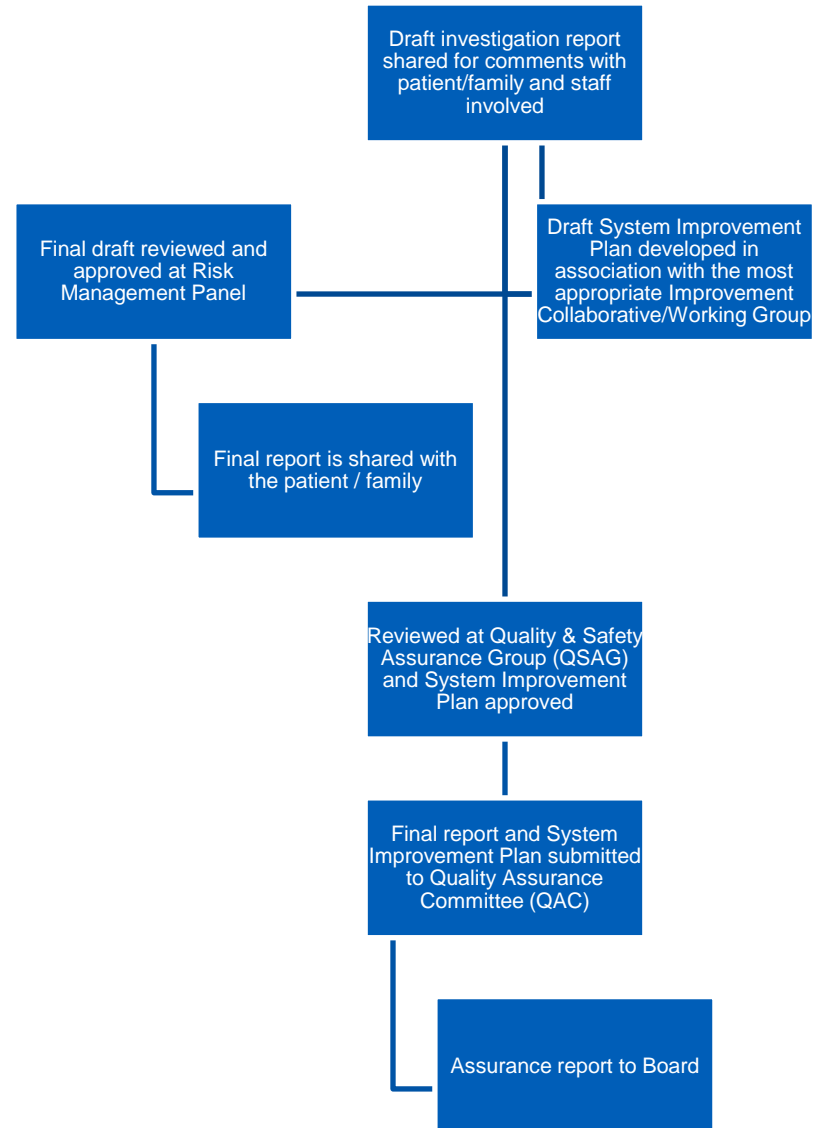 Draft investigation report
shared for comments with
patient/family and staff
involved
Final draft reviewed and
approved at Risk
Management Panel
Draft System Improvement
Plan developed in
association with the most
appropriate Improvement
Collaborative/Working Group
Final report is shared with
the patient / family
Reviewed at Quality & Safety
Assurance Group (QSAG)
and System Improvement
Plan approved
Final report and System
Improvement Plan submitted
to Quality Assurance
Committee (QAC)
Assurance report to Board